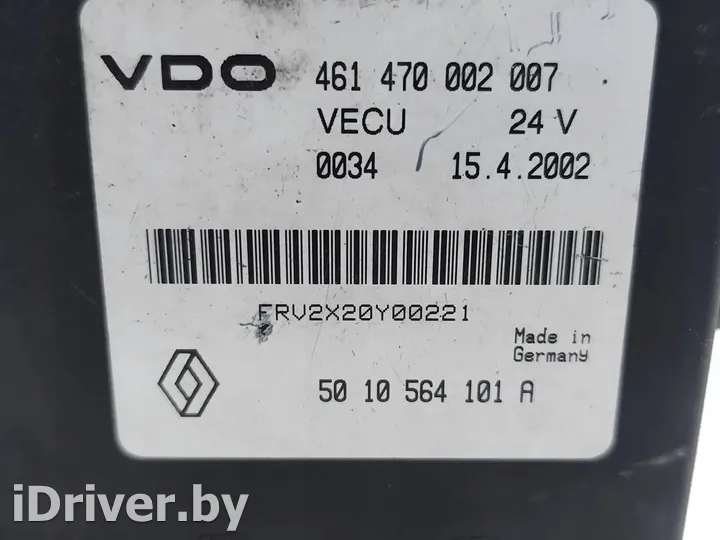 VDO 461 470 002 007
VECU 24 V
0034 15.4.2002
FRV2X20Y00221
Made in
Germany
50 10 564 101 A
iDriver.by